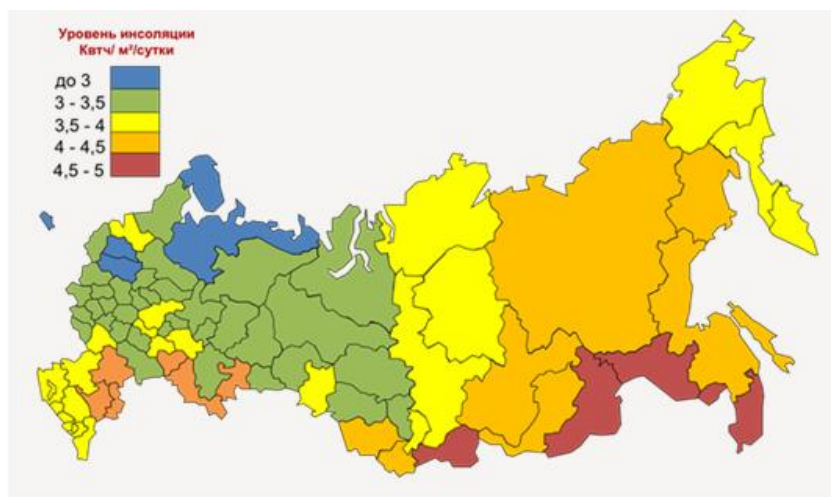 Уровень инсоляции
Квтч/ м²/сутки
до 3
3 - 3,5
3,5 - 4
4 - 4,5
4,5 - 5